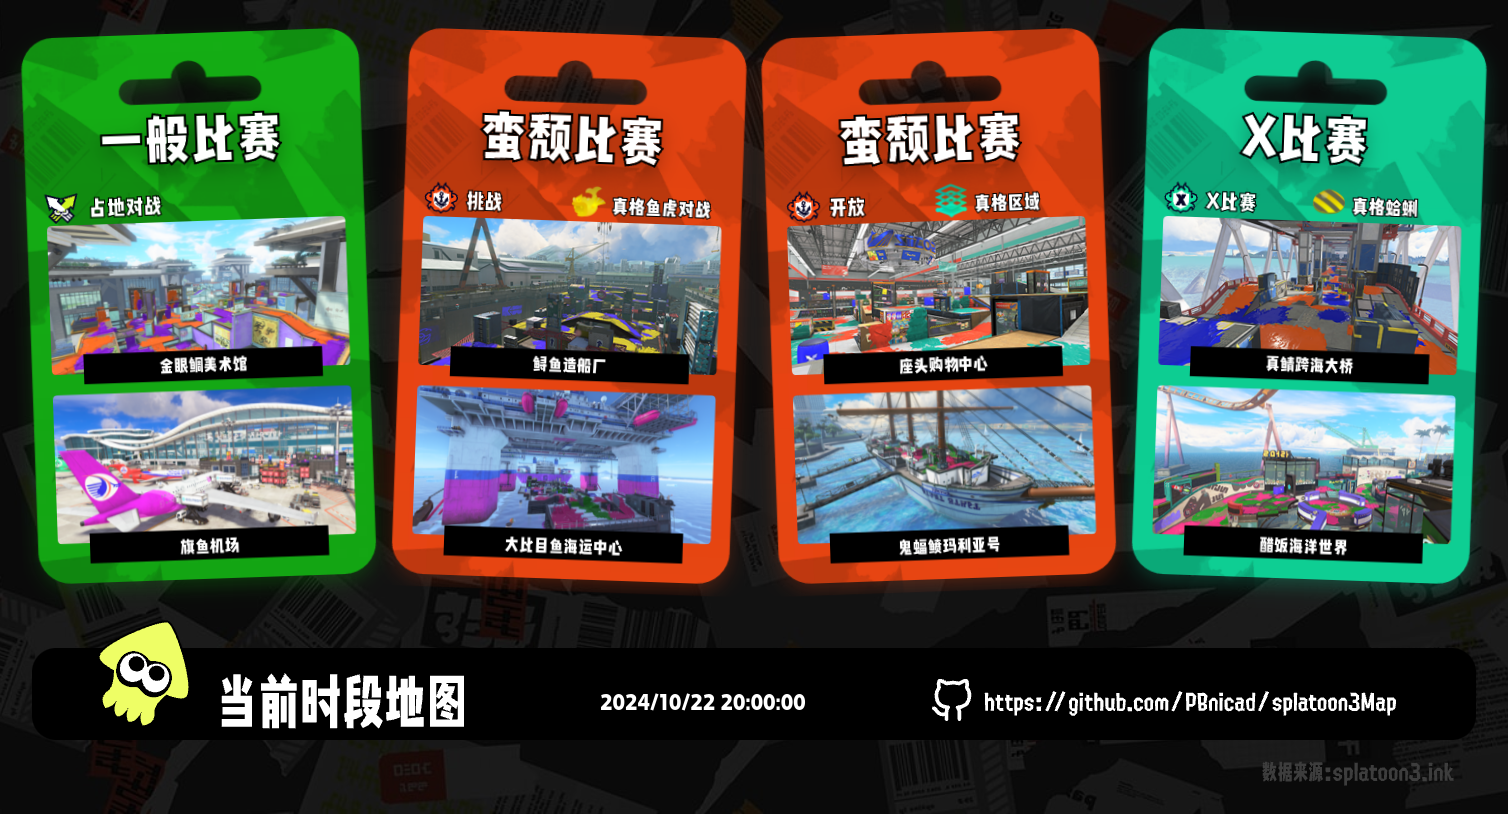 一般比赛
占地对战
金眼鲷美术馆
旗鱼机场
蛮颓比赛
挑战
真格鱼虎对战
鲟鱼造船厂
大比目鱼海运中心
蛮颓比赛
开放
真格区域
座头购物中心
鬼蝠鲼玛利亚号
X比赛
X比赛
真格蛤蜊
真鲭跨海大桥
醋饭海洋世界
当前时段地图
2024/10/22 20:00:00
https://github.com/PBnicad/splatoon3Map
数据来源:splatoon3.ink